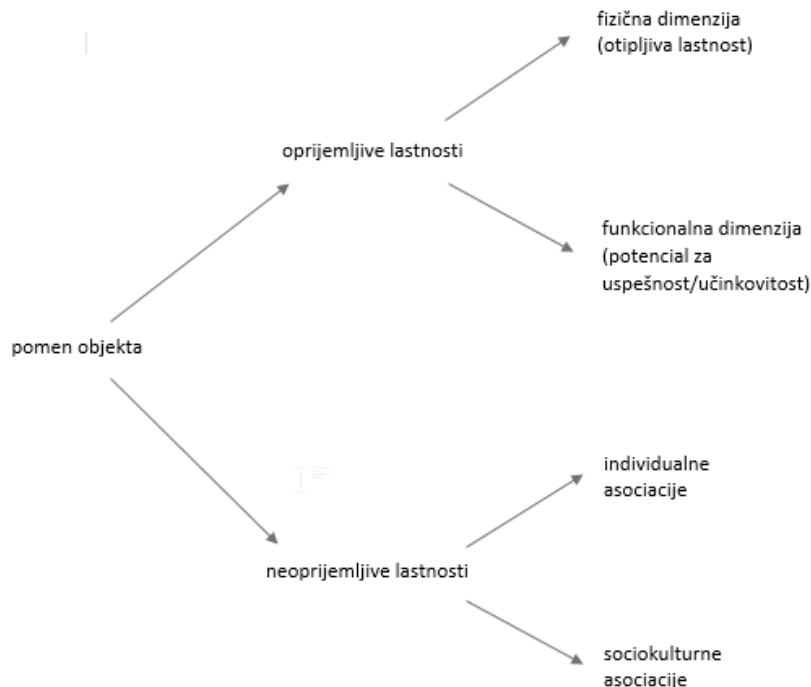 fizična dimenzija
(otipljiva lastnost)
oprijemljive lastnosti
funkcionalna dimenzija
(potencial za
uspešnost/učinkovitost)
pomen objekta
individualne
asociacije
neoprijemljive lastnosti
sociokulturne
asociacije